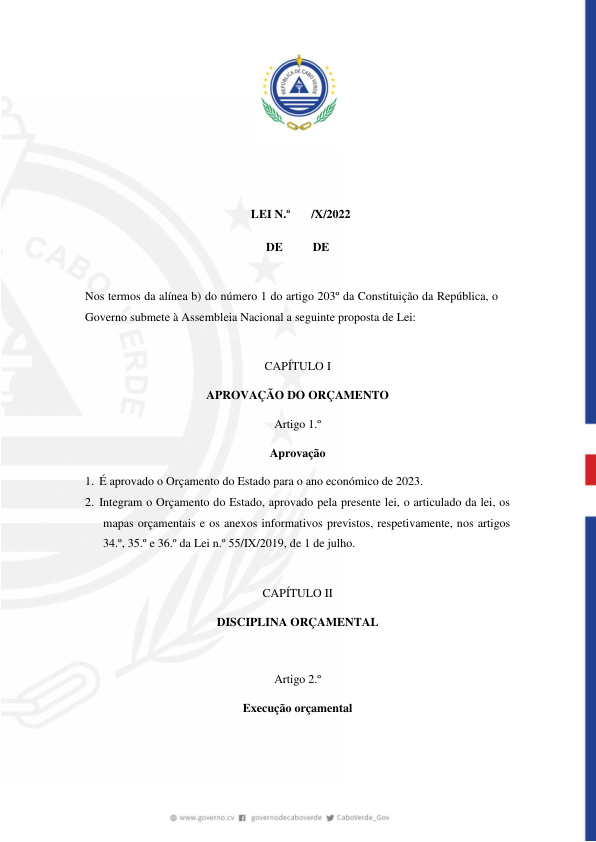 REPÚBLICA DE CABO VERDE
LEI N.º /X/2022
DE DE
Nos termos da alínea b) do número 1 do artigo 203º da Constituição da República, o
Governo submete à Assembleia Nacional a seguinte proposta de Lei:
CAPÍTULO I
APROVAÇÃO DO ORÇAMENTO
Artigo 1.º
Aprovação
1. É aprovado o Orçamento do Estado para o ano económico de 2023.
2. Integram o Orçamento do Estado, aprovado pela presente lei, o articulado da lei, os
mapas orçamentais e os anexos informativos previstos, respetivamente, nos artigos
34.º, 35.º e 36.º da Lei n.º 55/IX/2019, de 1 de julho.
CAPÍTULO II
DISCIPLINA ORÇAMENTAL
Artigo 2.º
Execução orçamental
www.governo.cv governodecaboverde CaboVerde_Gov
CABO VERDE